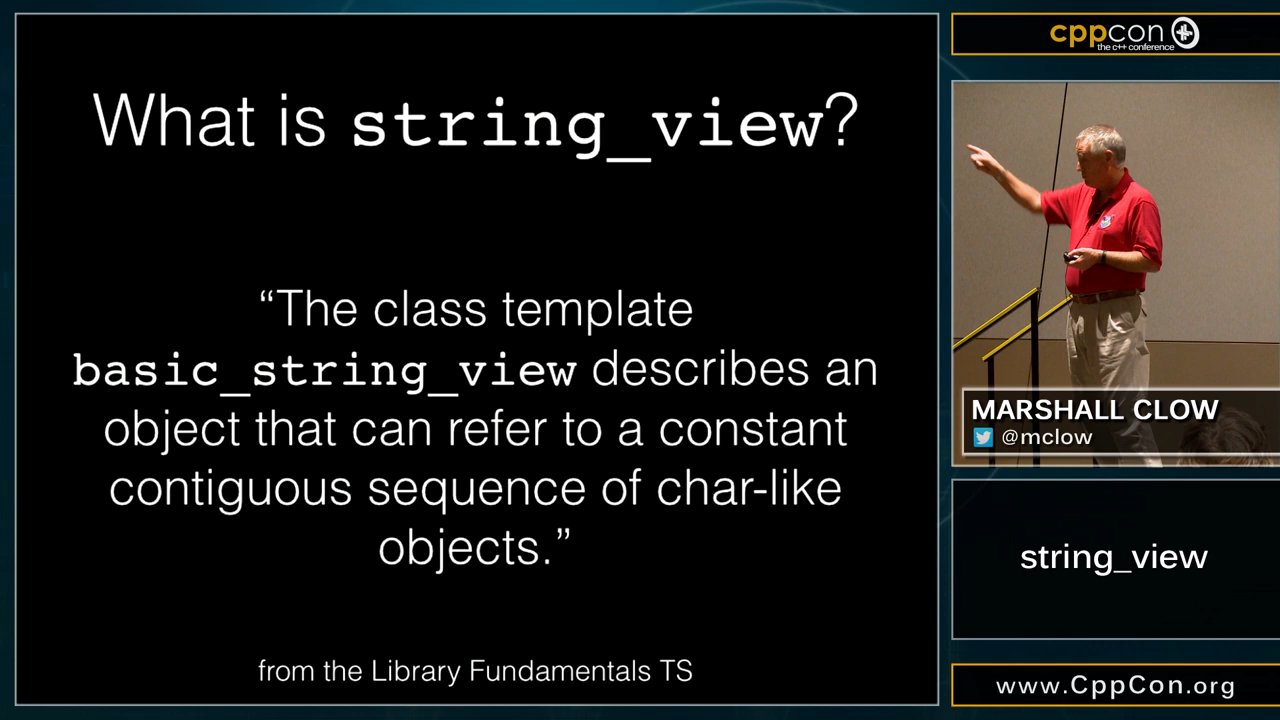 What is string_view?
“The class template
basic_string_view describes an
object that can refer to a constant
contiguous sequence of char-like
objects.”
from the Library Fundamentals TS
cppcon
the c++ conference
MARSHALL CLOW
@mclow
string_view
www.CppCon.org